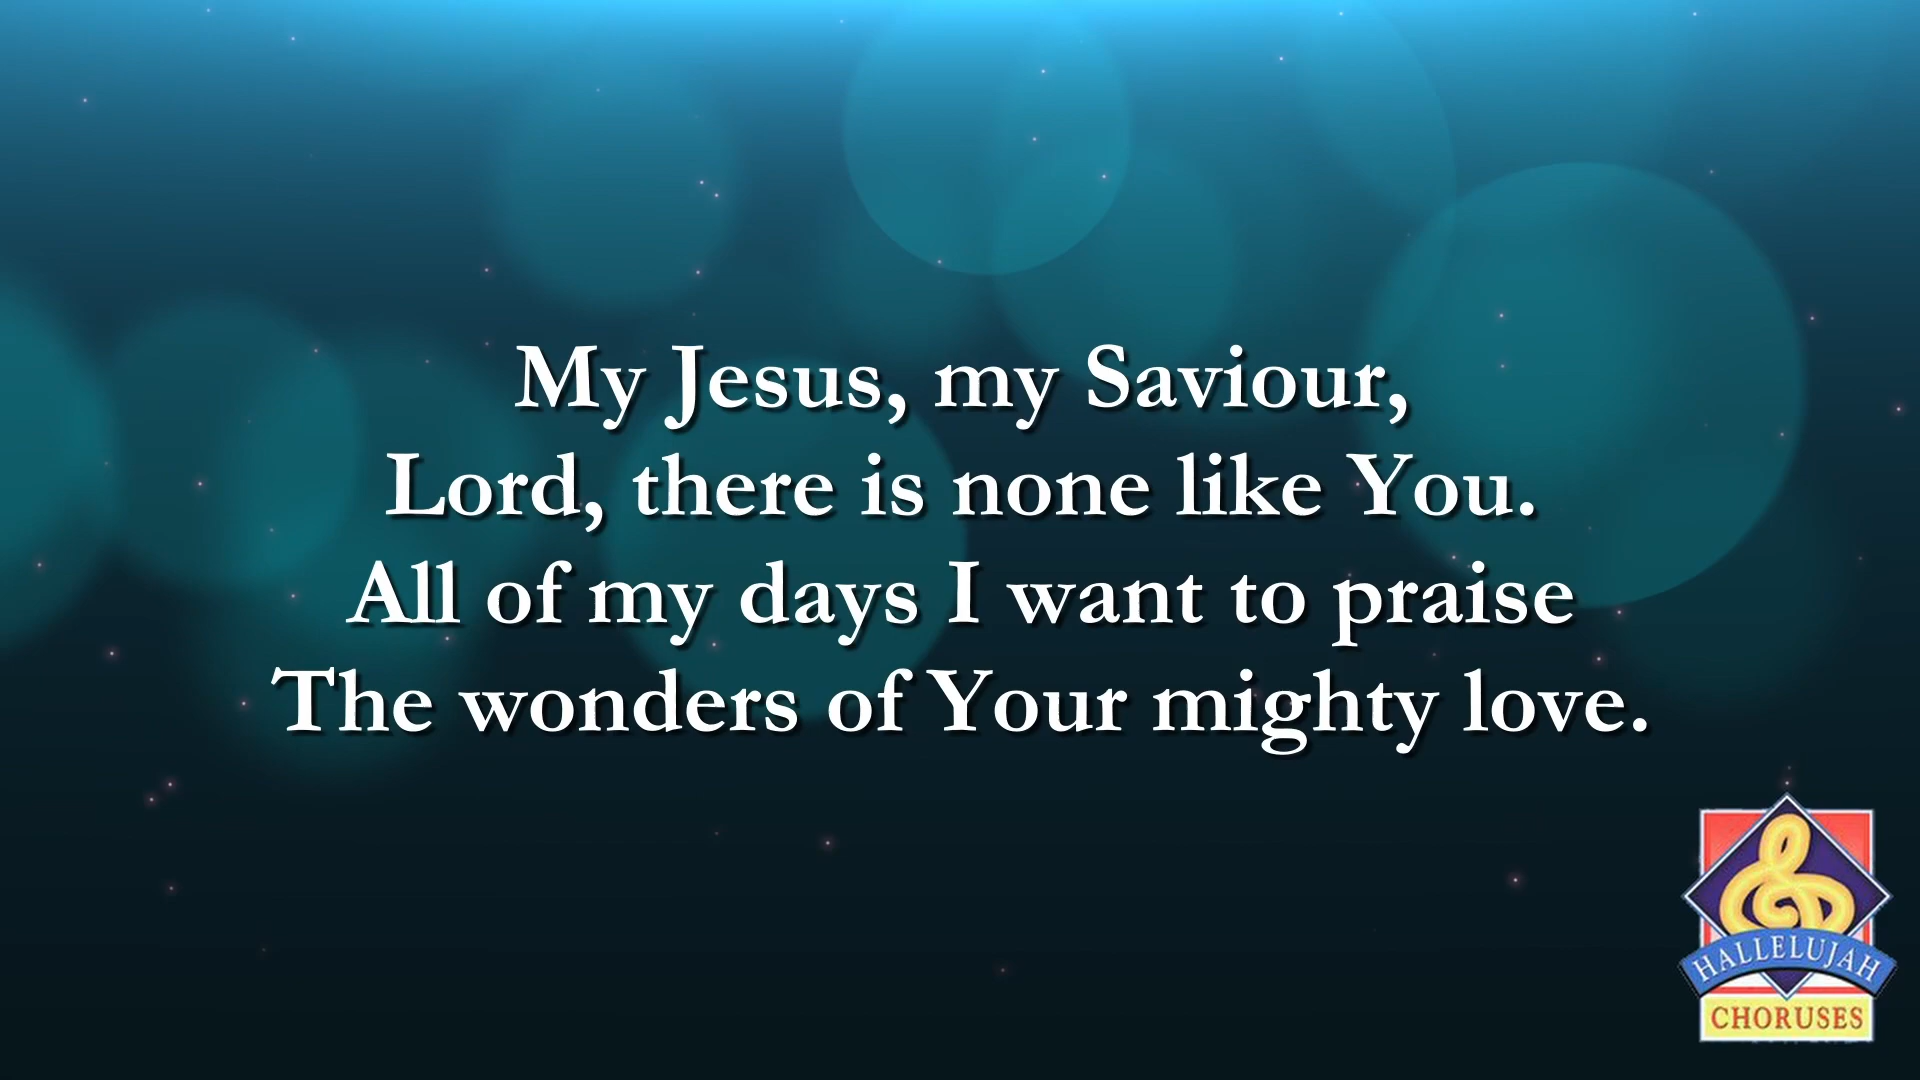 My Jesus, my Saviour,
Lord, there is none like You.
All of my days I want to praise
The wonders of Your mighty love.
HALLELUJAH
CHORUSES